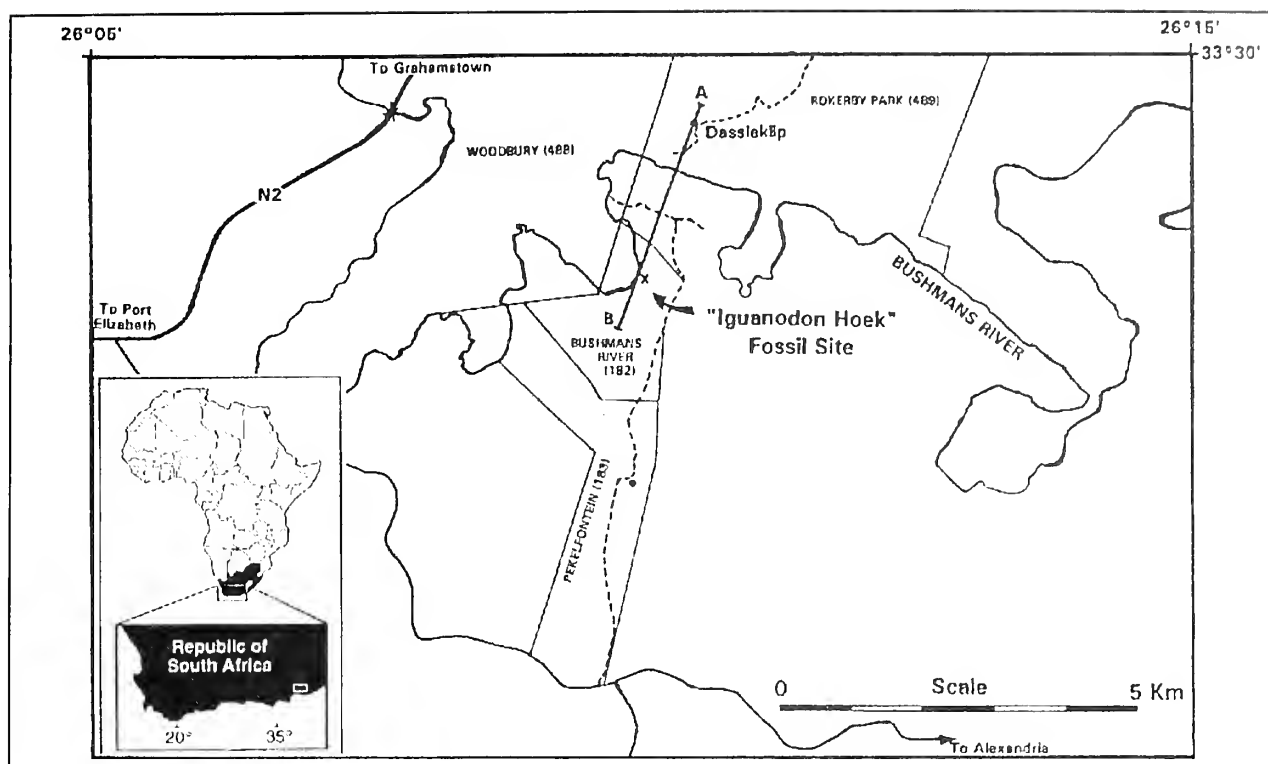 26°05'
26°15'
33°30'
To Grahamstown
A
ROKERBY PARK (489)
Dassieklip
WOODBURY (488)
N2
BUSHMANS RIVER
To Port
Elizabeth
B
"Iguanodon Hoek"
Fossil Site
BUSHMANS
RIVER
(182)
PEKELFONTEIN (183)
Republic of
South Africa
20°
35°
0
Scale
5 Km
To Alexandria